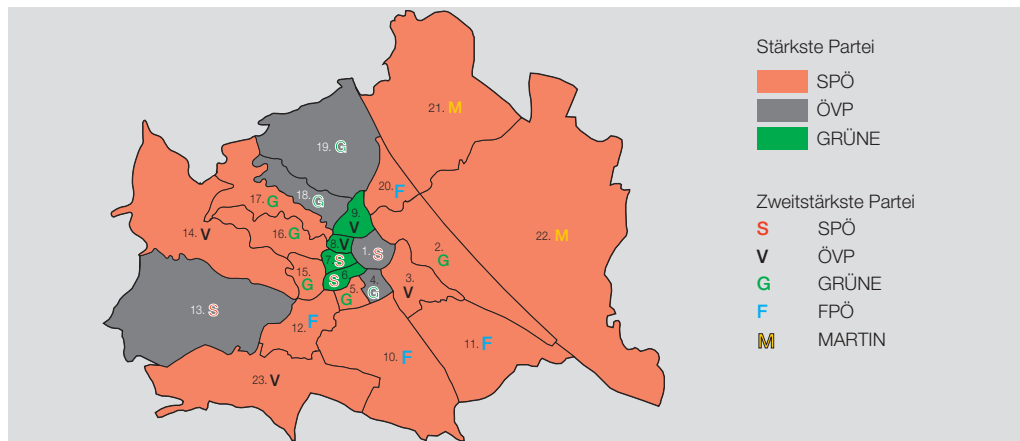 Stärkste Partei
SPÖ
ÖVP
GRÜNE
Zweitstärkste Partei
S SPÖ
V ÖVP
G GRÜNE
F FPÖ
M MARTIN
21. M
19. G
20. F
18. G
17. G
9. V
16. G
14. V
8. V
1. S
2. G
22. M
7. S
15. G
6. S
4. G
3. V
5. G
13. S
12. F
11. F
10. F
23. V